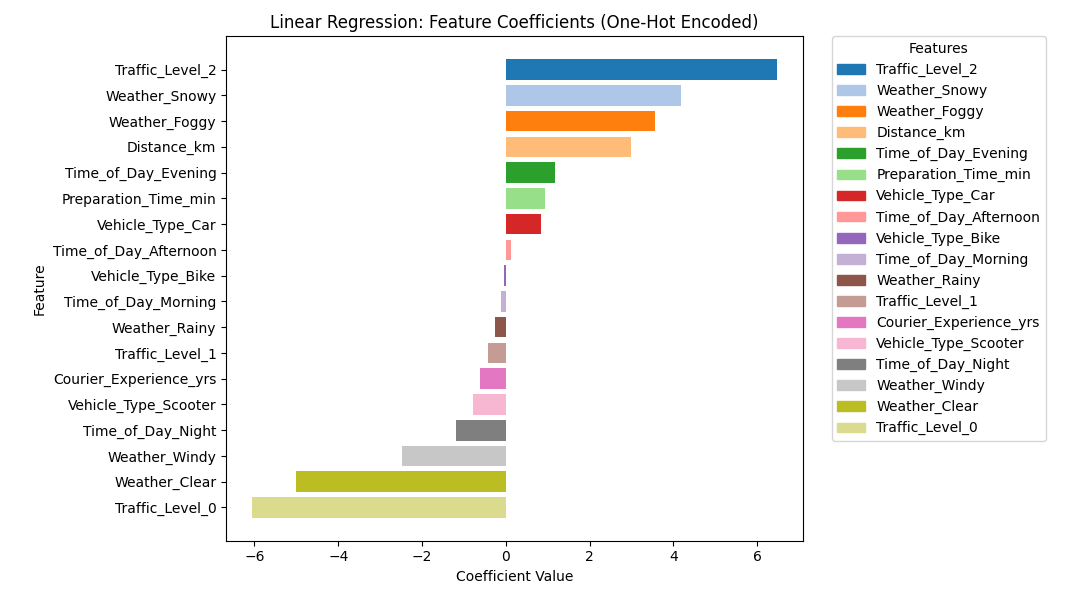 Linear Regression: Feature Coefficients (One-Hot Encoded)
Feature
Traffic_Level_2
Weather_Snowy
Weather_Foggy
Distance_km
Time_of_Day_Evening
Preparation_Time_min
Vehicle_Type_Car
Time_of_Day_Afternoon
Vehicle_Type_Bike
Time_of_Day_Morning
Weather_Rainy
Traffic_Level_1
Courier_Experience_yrs
Vehicle_Type_Scooter
Time_of_Day_Night
Weather_Windy
Weather_Clear
Traffic_Level_0
−6 −4 −2 0 2 4 6
Coefficient Value
Features
Traffic_Level_2
Weather_Snowy
Weather_Foggy
Distance_km
Time_of_Day_Evening
Preparation_Time_min
Vehicle_Type_Car
Time_of_Day_Afternoon
Vehicle_Type_Bike
Time_of_Day_Morning
Weather_Rainy
Traffic_Level_1
Courier_Experience_yrs
Vehicle_Type_Scooter
Time_of_Day_Night
Weather_Windy
Weather_Clear
Traffic_Level_0